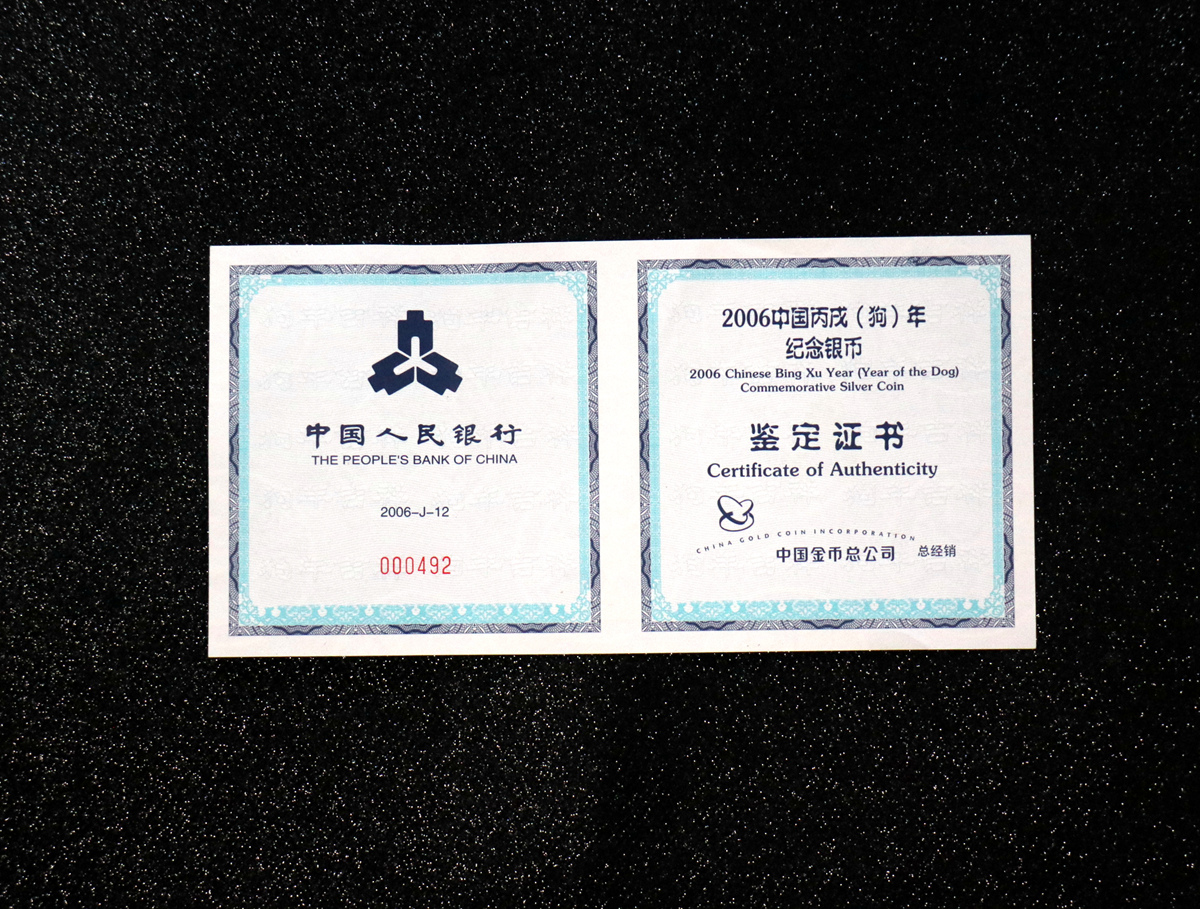 中国人民银行
THE PEOPLE'S BANK OF CHINA
2006-J-12
000492
2006中国丙戌（狗）年
纪念银币
2006 Chinese Bing Xu Year (Year of the Dog)
Commemorative Silver Coin
鉴定证书
Certificate of Authenticity
CHINA GOLD COIN INCORPORATION
中国金币总公司 总经销